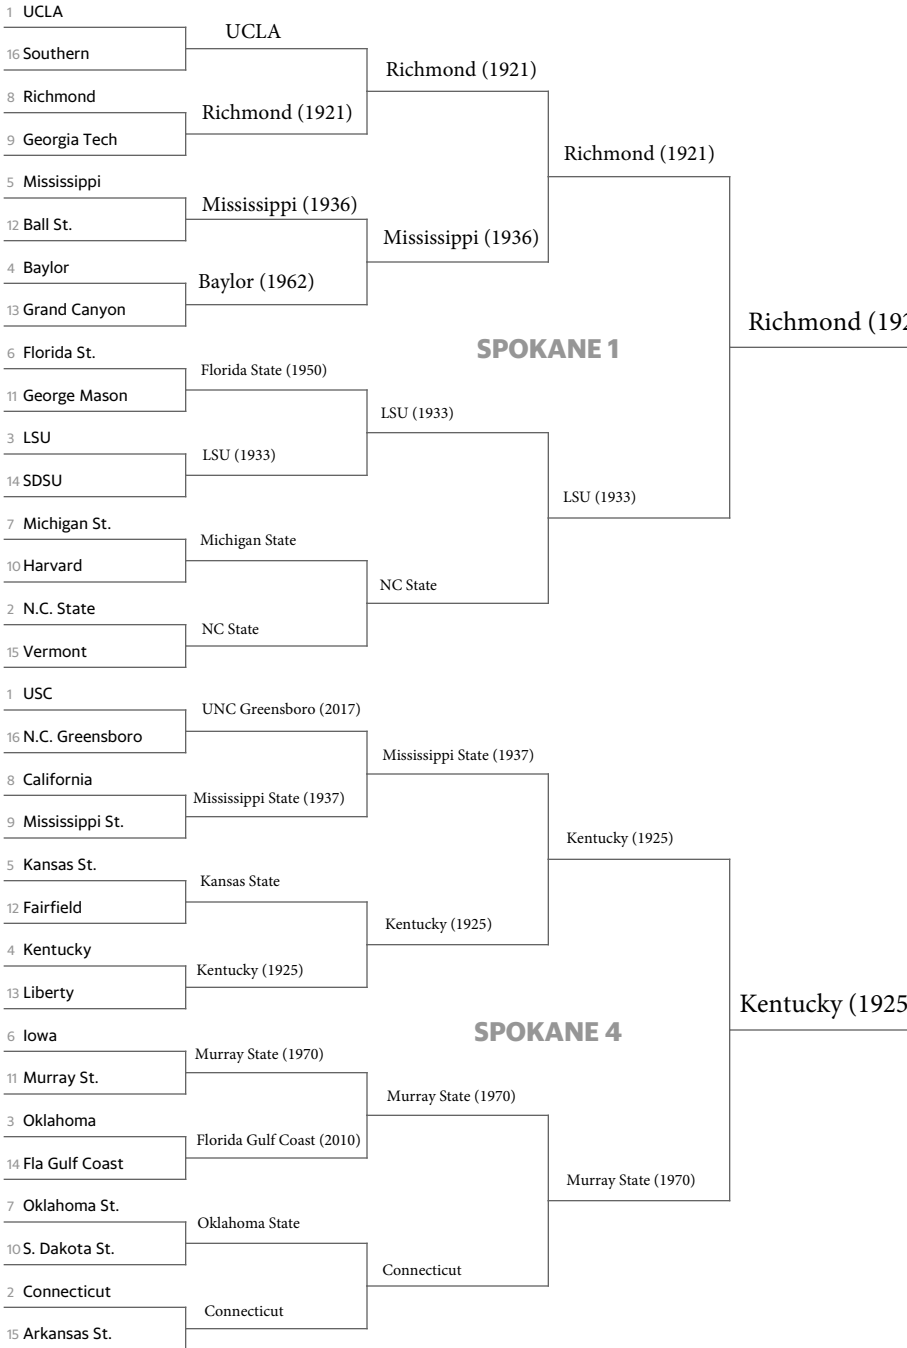 1 UCLA
UCLA
16 Southern
Richmond (1921)
8 Richmond
Richmond (1921)
9 Georgia Tech
Richmond (1921)
5 Mississippi
Mississippi (1936)
12 Ball St.
Mississippi (1936)
4 Baylor
Baylor (1962)
13 Grand Canyon
Richmond (192
SPOKANE 1
6 Florida St.
Florida State (1950)
11 George Mason
LSU (1933)
3 LSU
LSU (1933)
14 SDSU
LSU (1933)
7 Michigan St.
Michigan State
10 Harvard
NC State
2 N.C. State
NC State
15 Vermont
1 USC
UNC Greensboro (2017)
16 N.C. Greensboro
Mississippi State (1937)
8 California
Mississippi State (1937)
9 Mississippi St.
Kentucky (1925)
5 Kansas St.
Kansas State
12 Fairfield
Kentucky (1925)
4 Kentucky
Kentucky (1925)
13 Liberty
Kentucky (1925
SPOKANE 4
6 Iowa
Murray State (1970)
11 Murray St.
Murray State (1970)
3 Oklahoma
Florida Gulf Coast (2010)
14 Fla Gulf Coast
Murray State (1970)
7 Oklahoma St.
Oklahoma State
10 S. Dakota St.
Connecticut
2 Connecticut
Connecticut
15 Arkansas St.